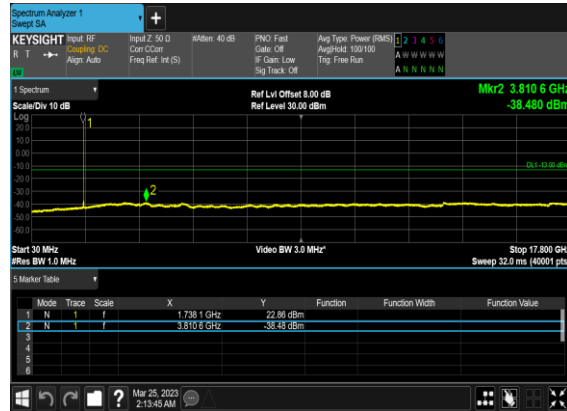 Spectrum Analyzer 1
Swept SA
+
KEYSIGHT Input: RF Input Z: 50 Ω #Atten: 40 dB PNO: Fast Avg Type: Power (RMS) 1 2 3 4 5 6
R T Coupling: DC Corr CCorr Gate: Off Avg|Hold: 100/100 A W W W W W
Align: Auto Freq Ref: Int (S) IF Gain: Low Trig: Free Run
Sig Track: Off A N N N N N
1 Spectrum
Scale/Div 10 dB
Ref Lvl Offset 8.00 dB
Ref Level 30.00 dBm
Mkr2 3.810 6 GHz
-38.480 dBm
Log
20.0
10.0
0.00
-10.0
-20.0
-30.0
-40.0
-50.0
-60.0
1
2
DL1 -13.00 dBm
Start 30 MHz Video BW 3.0 MHz* Stop 17.800 GHz
#Res BW 1.0 MHz Sweep 32.0 ms (40001 pts)
5 Marker Table
Mode Trace Scale X Y Function Function Width Function Value
1 N 1 f 1.738 1 GHz 22.86 dBm
2 N 1 f 3.810 6 GHz -38.48 dBm
3
4
5
6
? Mar 25, 2023
2:13:45 AM